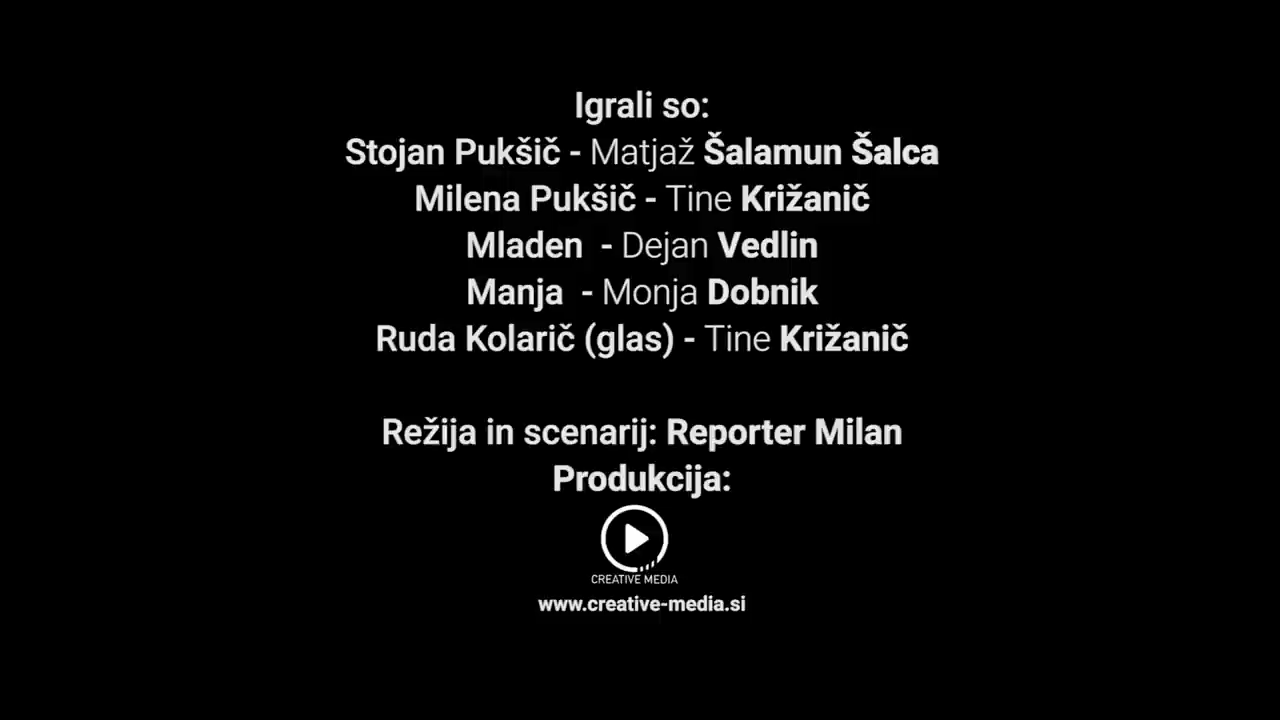 Igrali so:
Stojan Pukšič - Matjaž Šalamun Šalca
Milena Pukšič - Tine Križanič
Mladen - Dejan Vedlin
Manja - Monja Dobnik
Ruda Kolarič (glas) - Tine Križanič
Režija in scenarij: Reporter Milan
Produkcija:
CREATIVE MEDIA
www.creative-media.si